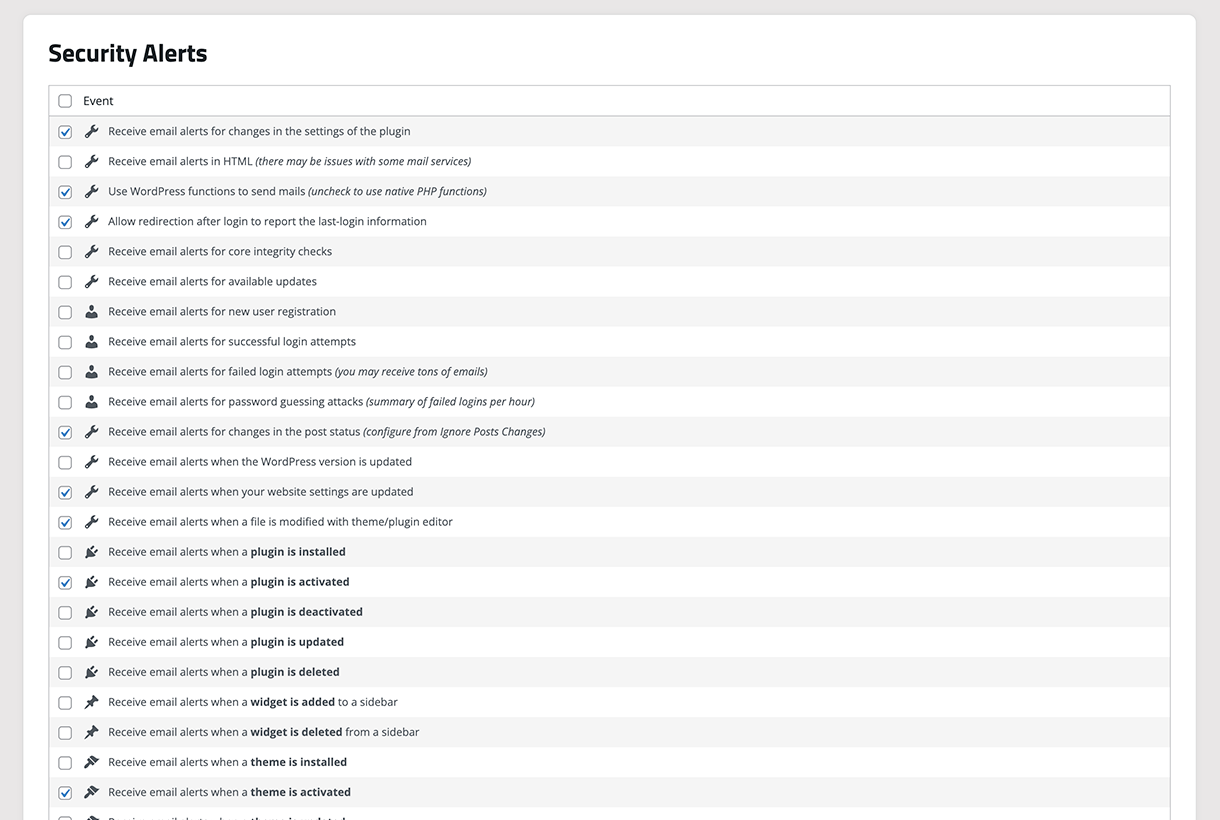 Security Alerts
Event
Receive email alerts for changes in the settings of the plugin
Receive email alerts in HTML (there may be issues with some mail services)
Use WordPress functions to send mails (uncheck to use native PHP functions)
Allow redirection after login to report the last-login information
Receive email alerts for core integrity checks
Receive email alerts for available updates
Receive email alerts for new user registration
Receive email alerts for successful login attempts
Receive email alerts for failed login attempts (you may receive tons of emails)
Receive email alerts for password guessing attacks (summary of failed logins per hour)
Receive email alerts for changes in the post status (configure from Ignore Posts Changes)
Receive email alerts when the WordPress version is updated
Receive email alerts when your website settings are updated
Receive email alerts when a file is modified with theme/plugin editor
Receive email alerts when a plugin is installed
Receive email alerts when a plugin is activated
Receive email alerts when a plugin is deactivated
Receive email alerts when a plugin is updated
Receive email alerts when a plugin is deleted
Receive email alerts when a widget is added to a sidebar
Receive email alerts when a widget is deleted from a sidebar
Receive email alerts when a theme is installed
Receive email alerts when a theme is activated